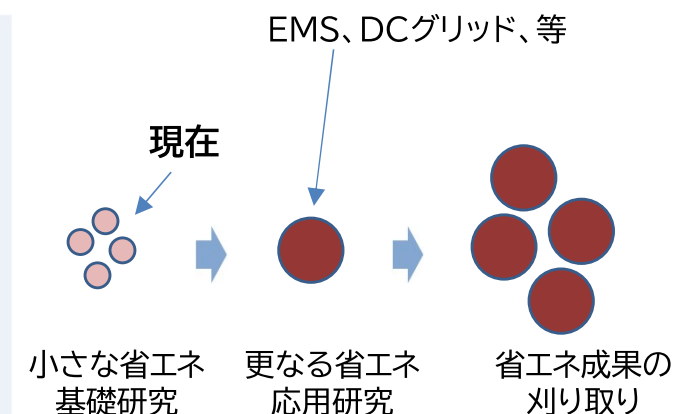 EMS、DCグリッド、等
現在
小さな省エネ
基礎研究
更なる省エネ
応用研究
省エネ成果の
刈り取り